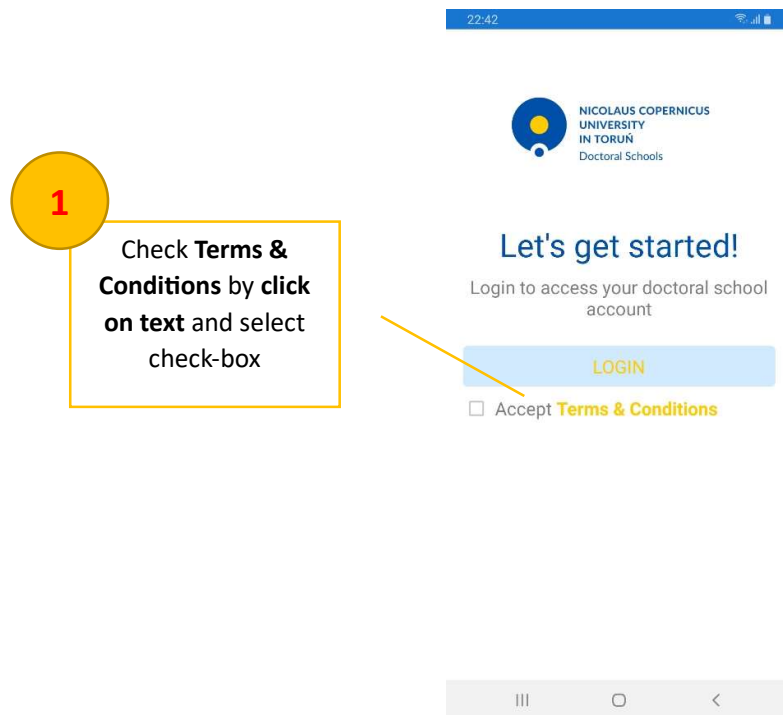 1
Check Terms &
Conditions by click
on text and select
check-box
22:42
NICOLAUS COPERNICUS
UNIVERSITY
IN TORUŃ
Doctoral Schools
Let's get started!
Login to access your doctoral school
account
LOGIN
Accept Terms & Conditions